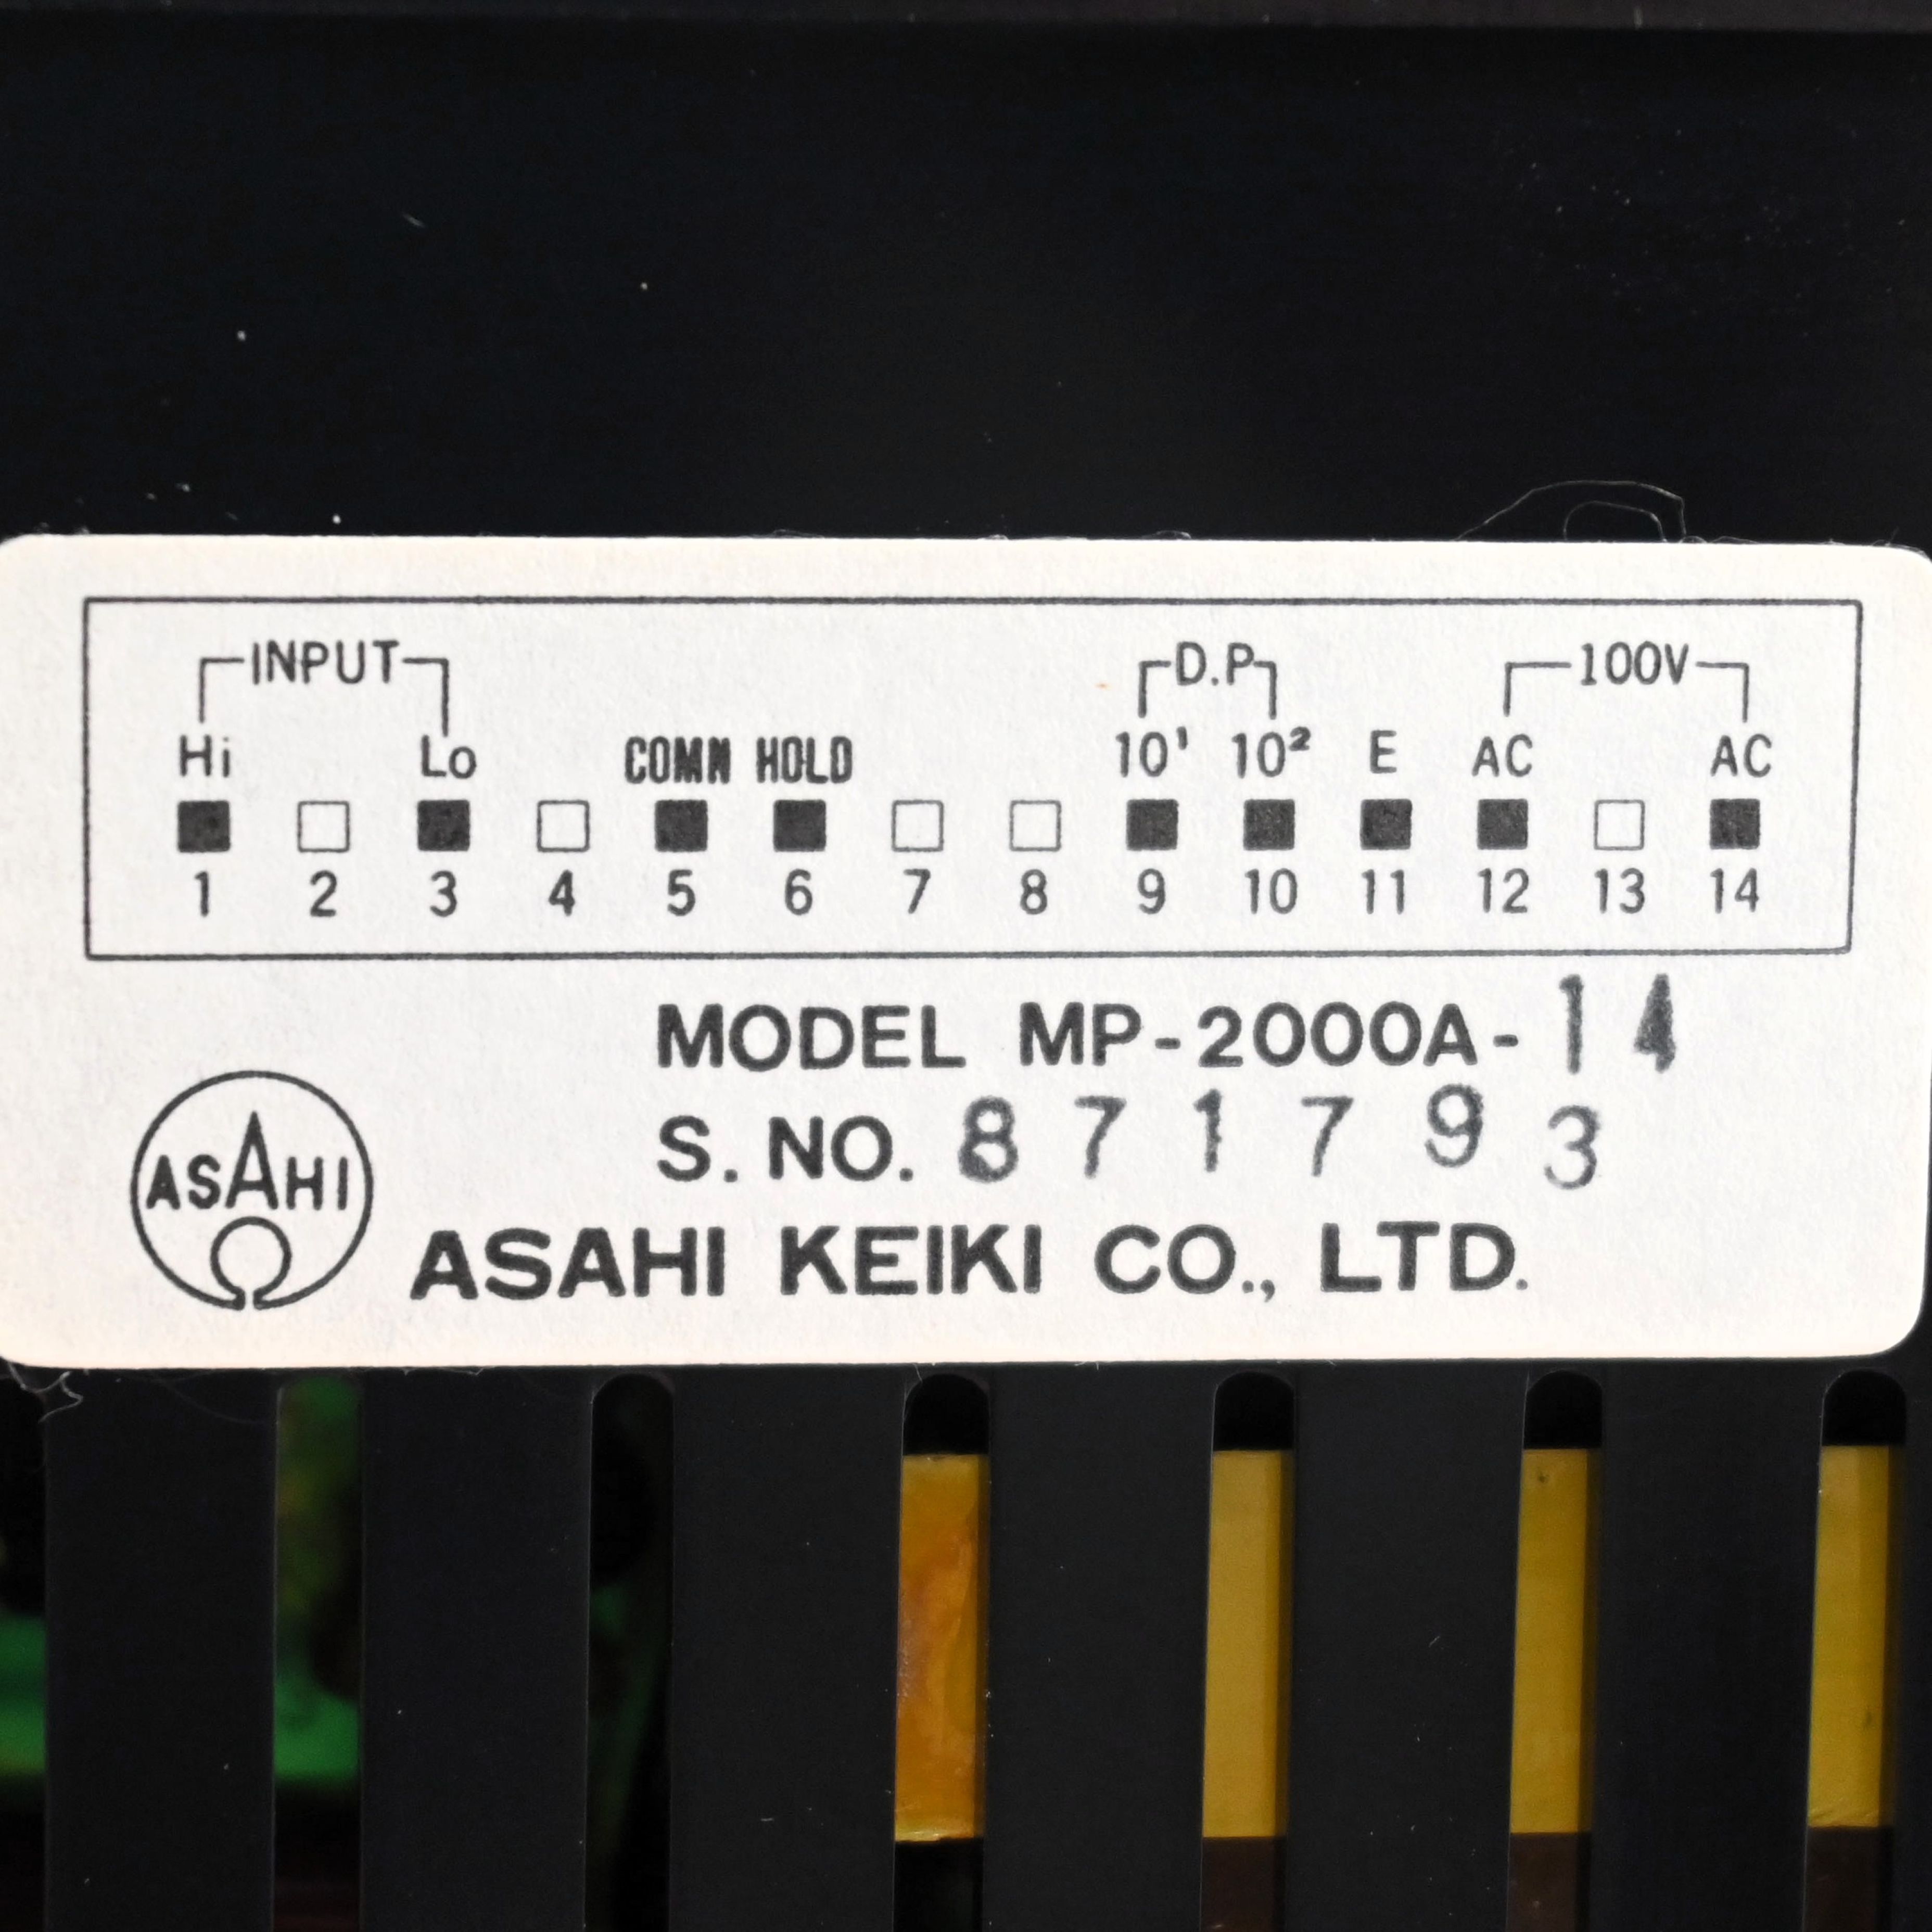 INPUT D.P 100V
Hi Lo COMN HOLD 10¹ 10² E AC AC
1 2 3 4 5 6 7 8 9 10 11 12 13 14
MODEL MP-2000A-14
S. NO. 871793
ASAHI
ASAHI KEIKI CO., LTD.